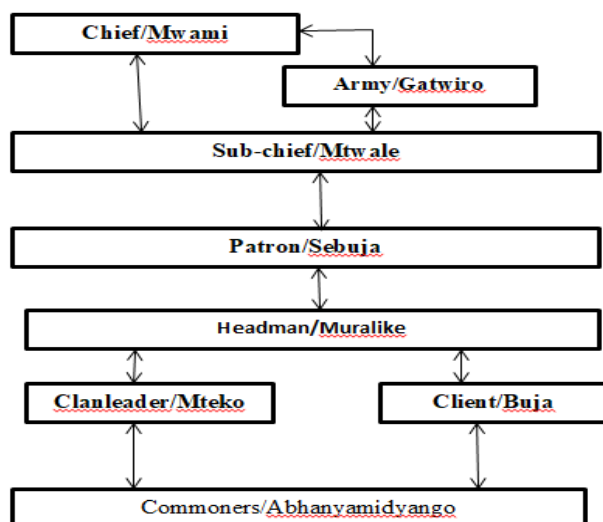 Chief/Mwami
Army/Gatwiro
Sub-chief/Mtwale
Patron/Sebuja
Headman/Muralike
Clanleader/Mteko
Client/Buja
Commoners/Abhanyamidyango